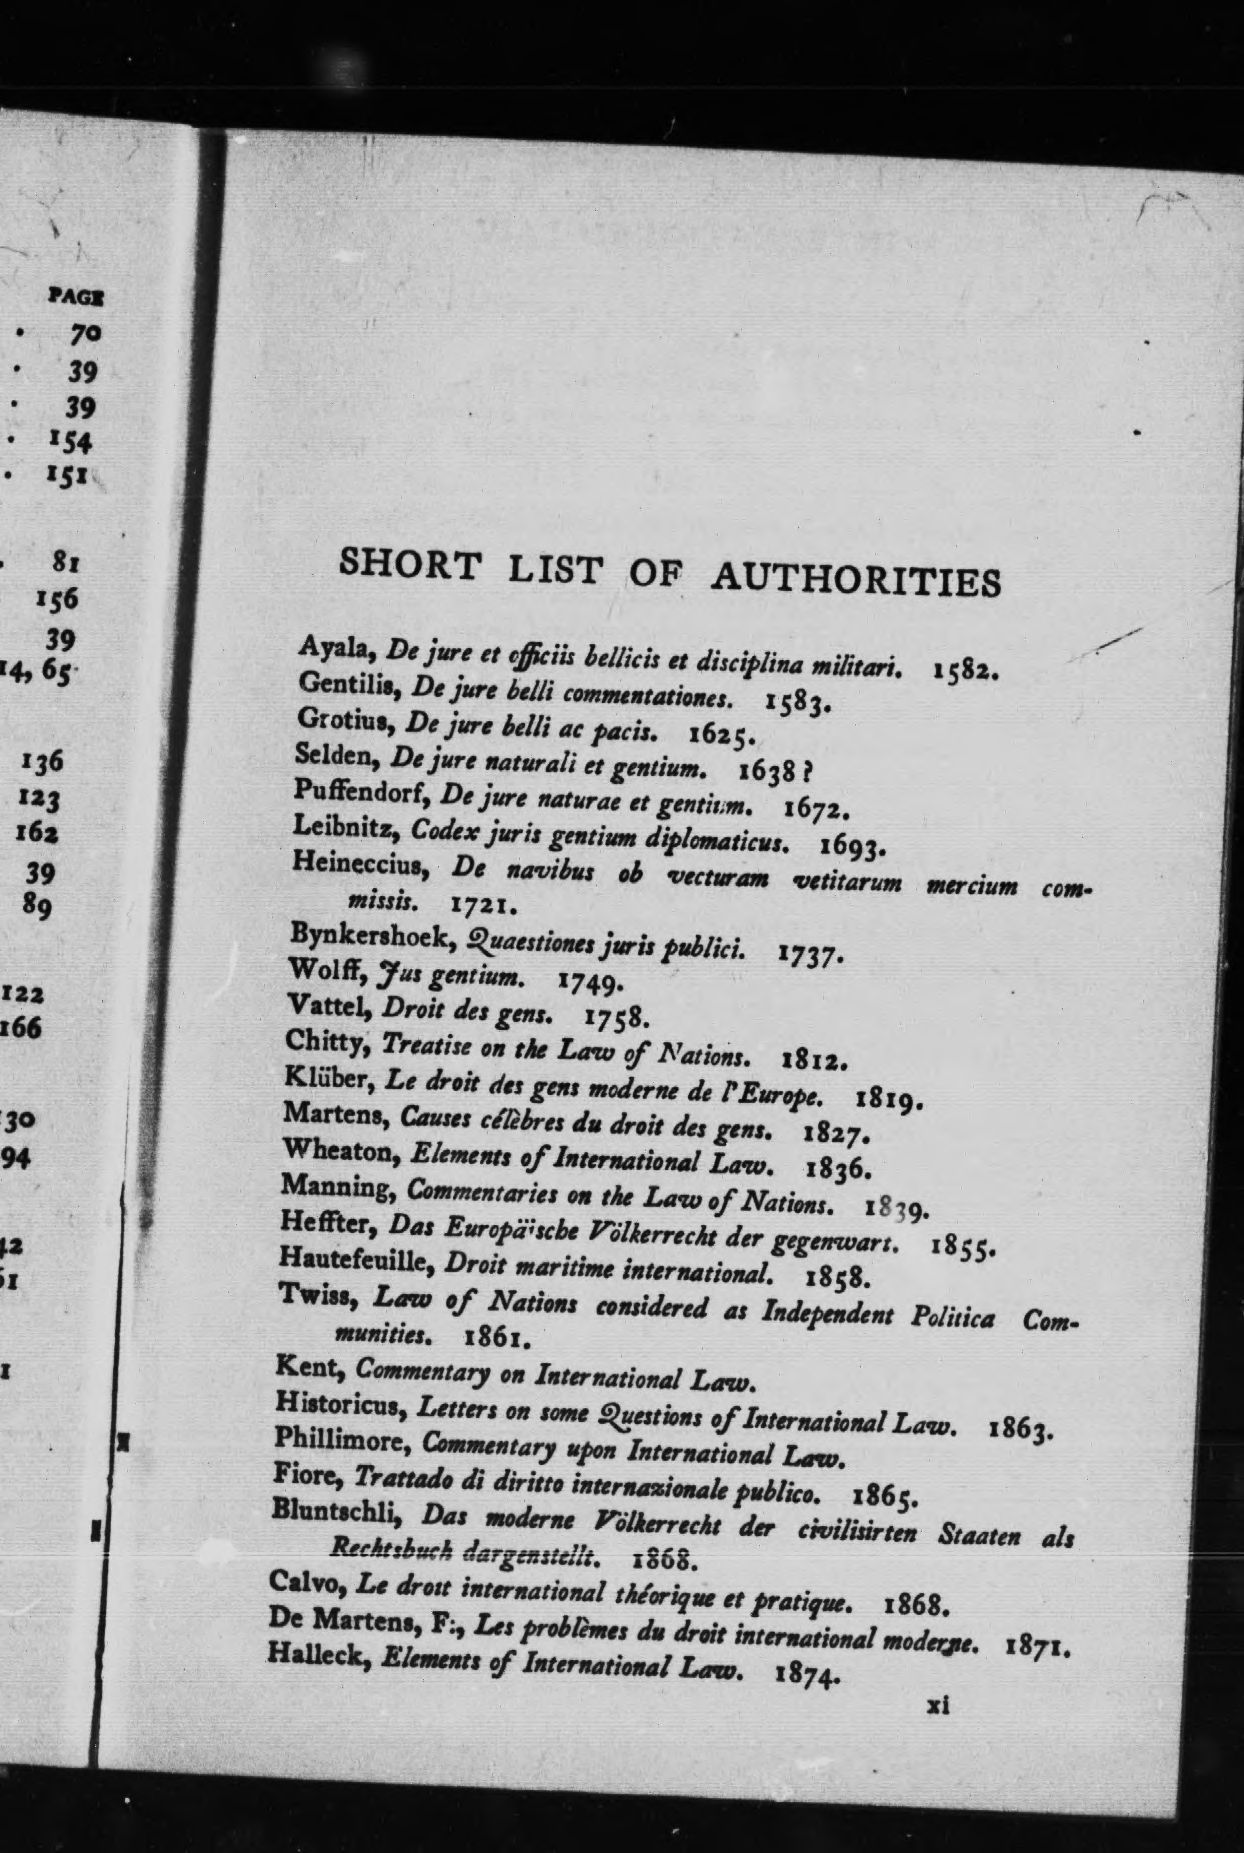 PAGE
. 70
. 39
. 39
. 154
. 151
. 81
156
39
14, 65
136
123
162
39
89
122
166
130
94
42
61
1
SHORT LIST OF AUTHORITIES
Ayala, De jure et officiis bellicis et disciplina militari. 1582.
Gentilis, De jure belli commentationes. 1583.
Grotius, De jure belli ac pacis. 1625.
Selden, De jure naturali et gentium. 1638?
Puffendorf, De jure naturae et gentium. 1672.
Leibnitz, Codex juris gentium diplomaticus. 1693.
Heineccius, De navibus ob vecturam vetitarum mercium com-
missis. 1721.
Bynkershoek, Quaestiones juris publici. 1737.
Wolff, Jus gentium. 1749.
Vattel, Droit des gens. 1758.
Chitty, Treatise on the Law of Nations. 1812.
Klüber, Le droit des gens moderne de l'Europe. 1819.
Martens, Causes célèbres du droit des gens. 1827.
Wheaton, Elements of International Law. 1836.
Manning, Commentaries on the Law of Nations. 1839.
Heffter, Das Europäische Völkerrecht der gegenwart. 1855.
Hautefeuille, Droit maritime international. 1858.
Twiss, Law of Nations considered as Independent Politica Com-
munities. 1861.
Kent, Commentary on International Law.
Historicus, Letters on some Questions of International Law. 1863.
Phillimore, Commentary upon International Law.
Fiore, Trattado di diritto internazionale publico. 1865.
Bluntschli, Das moderne Völkerrecht der civilisirten Staaten als
Rechtsbuch dargenstellt. 1868.
Calvo, Le droit international théorique et pratique. 1868.
De Martens, F:, Les problèmes du droit international moderne. 1871.
Halleck, Elements of International Law. 1874.
xi